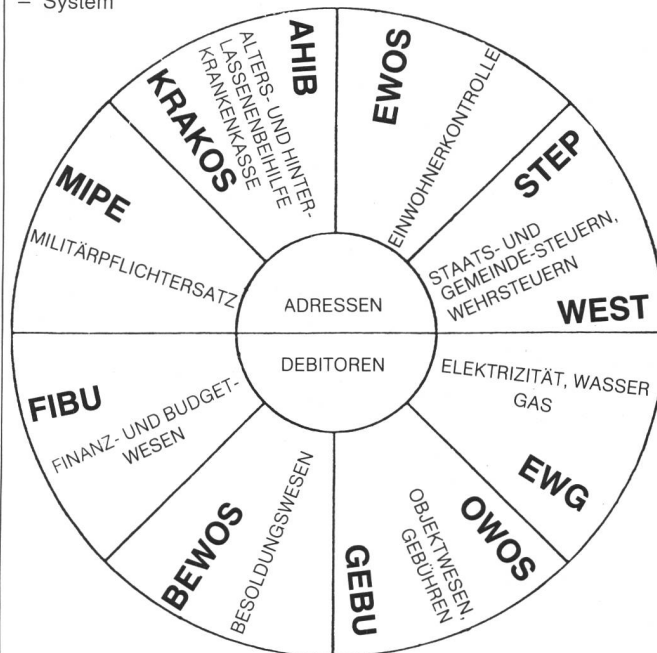 – System
AHIB
ALTERS- UND HINTER-
LASSENENBEIHILFE
KRANKENKASSE
KRAKOS
EWOS
EINWOHNERKONTROLLE
STEP
STAATS- UND
GEMEINDE-STEUERN,
WEHRSTEUERN
WEST
MIPE
MILITÄRPFLICHTERSATZ
ADRESSEN
DEBITOREN
ELEKTRIZITÄT, WASSER
GAS
EWG
OWOS
OBJEKTWESEN,
GEBÜHREN
GEBU
BESOLDUNGSWESEN
BEWOS
FIBU
FINANZ- UND BUDGET-
WESEN